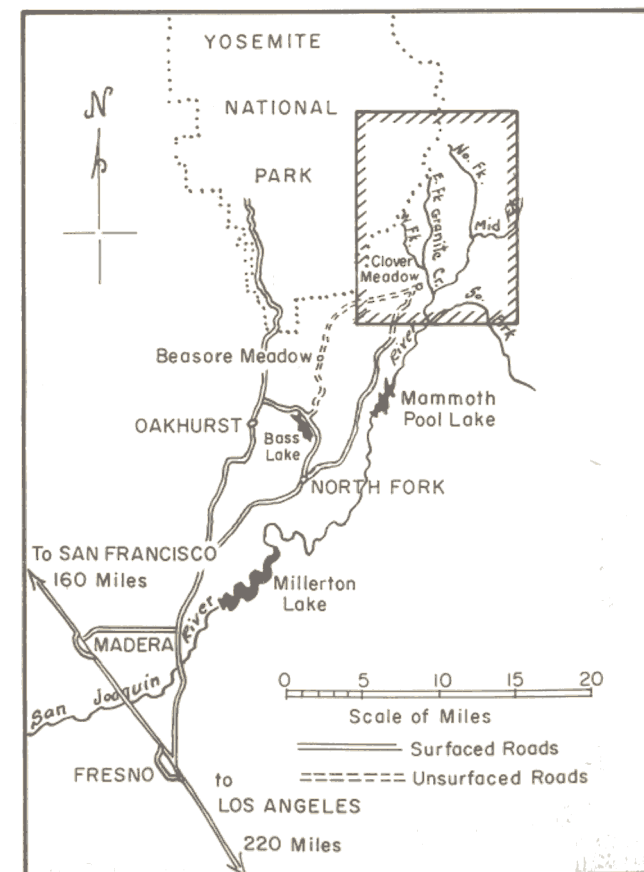 YOSEMITE
NATIONAL
PARK
N
No. Fk.
E. Fk Granite Cr.
W. Fk.
Mid
Fk
Clover
Meadow
So. Fork
River
Beasore Meadow
Mammoth
Pool Lake
OAKHURST
Bass
Lake
NORTH FORK
To SAN FRANCISCO
160 Miles
Millerton
Lake
MADERA
San Joaquin River
0 5 10 15 20
Scale of Miles
Surfaced Roads
Unsurfaced Roads
FRESNO
to
LOS ANGELES
220 Miles